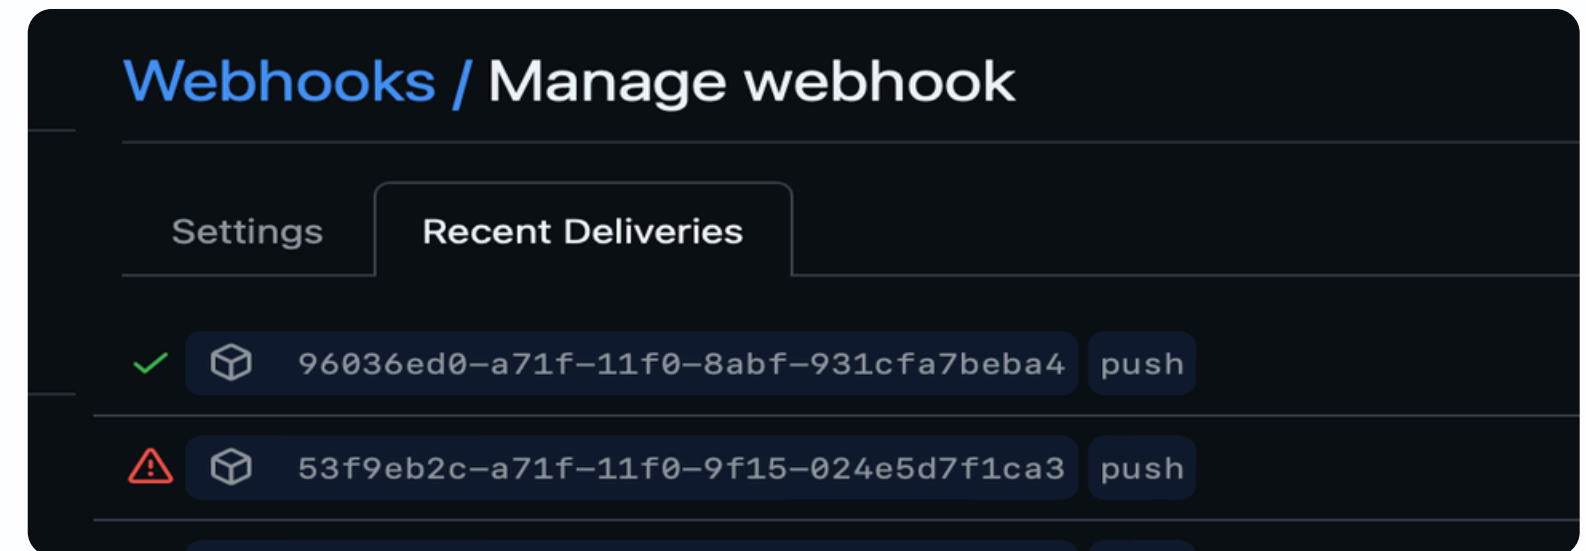 Webhooks / Manage webhook
Settings
Recent Deliveries
96036ed0-a71f-11f0-8abf-931cfa7beba4 push
53f9eb2c-a71f-11f0-9f15-024e5d7f1ca3 push